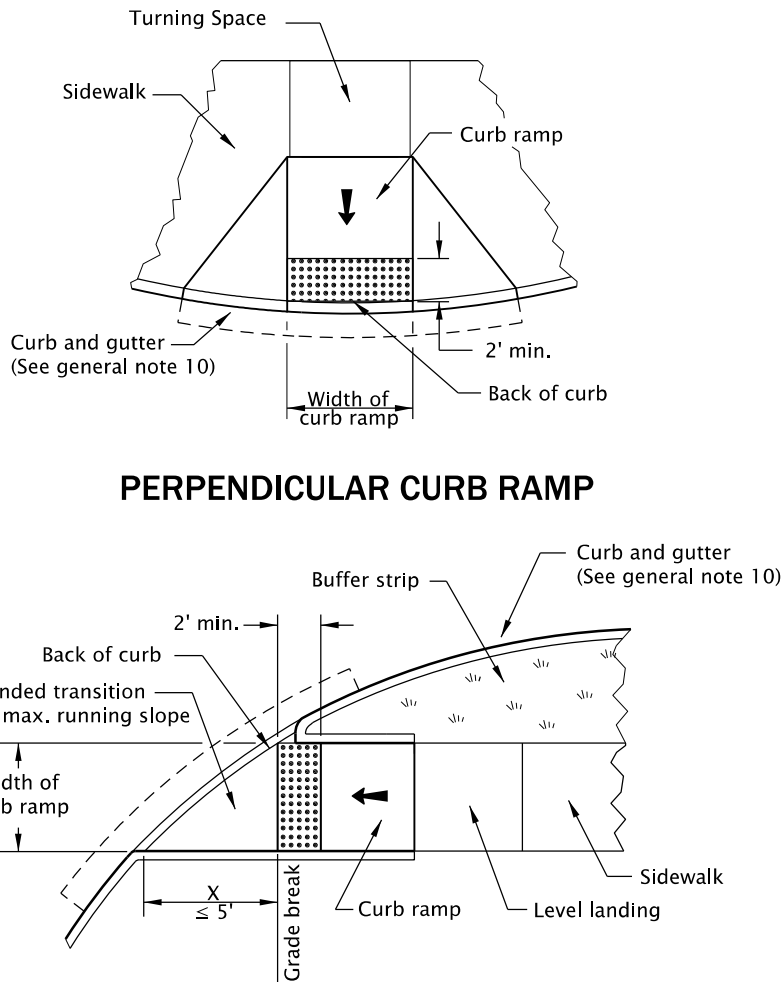 Turning Space
Sidewalk
Curb ramp
Curb and gutter
(See general note 10)
2' min.
Back of curb
Width of
curb ramp
PERPENDICULAR CURB RAMP
Curb and gutter
(See general note 10)
Buffer strip
2' min.
Back of curb
transition
max. running slope
ramp
X
≤ 5'
Grade break
Curb ramp
Level landing
Sidewalk